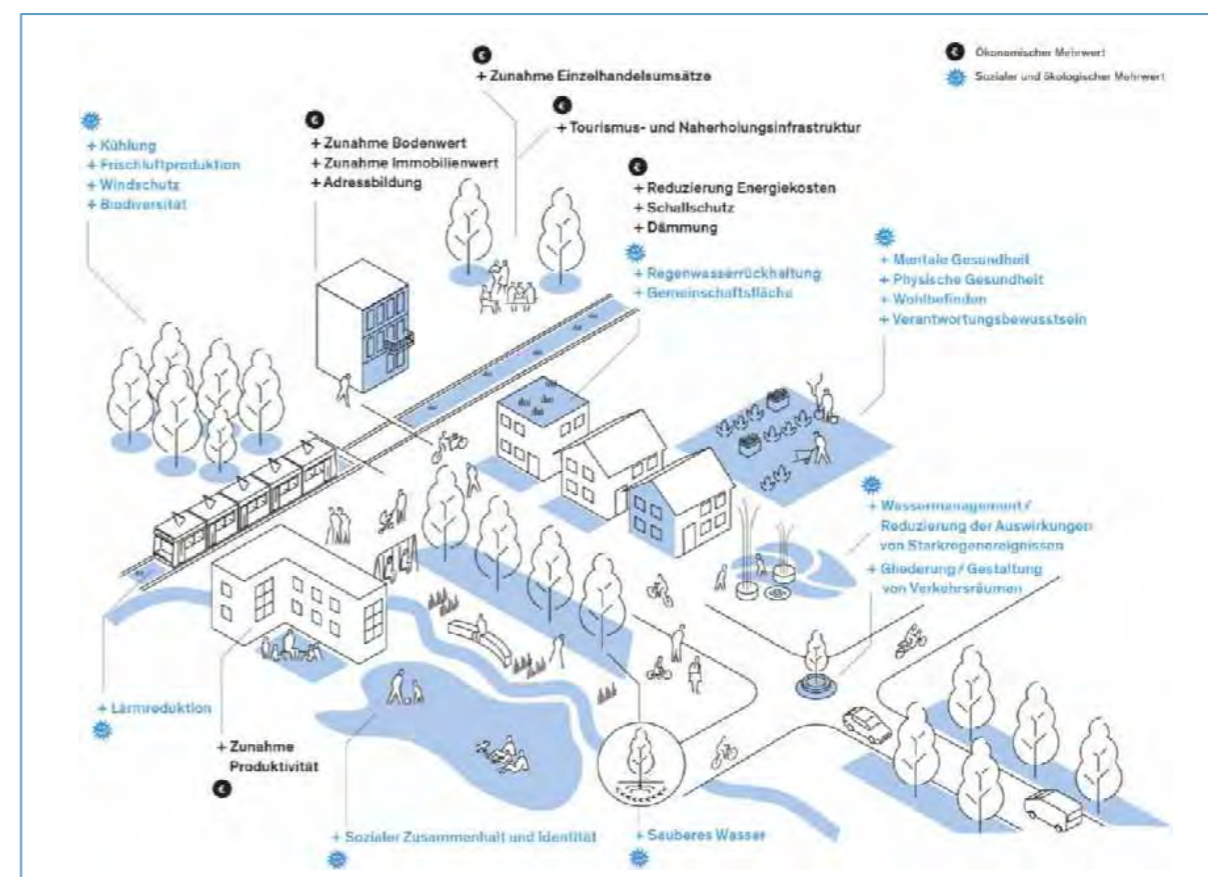 € Ökonomischer Mehrwert
Sozialer und ökologischer Mehrwert
€
+ Zunahme Einzelhandelsumsätze
€
+ Tourismus- und Naherholungsinfrastruktur
+ Kühlung
+ Frischluftproduktion
+ Windschutz
+ Biodiversität
€
+ Zunahme Bodenwert
+ Zunahme Immobilienwert
+ Adressbildung
€
+ Reduzierung Energiekosten
+ Schallschutz
+ Dämmung
+ Regenwasserrückhaltung
+ Gemeinschaftsfläche
+ Mentale Gesundheit
+ Physische Gesundheit
+ Wohlbefinden
+ Verantwortungsbewusstsein
+ Wassermanagement /
Reduzierung der Auswirkungen
von Starkregenereignissen
+ Gliederung / Gestaltung
von Verkehrsräumen
+ Lärmreduktion
+ Zunahme
Produktivität
€
+ Sozialer Zusammenhalt und Identität
+ Sauberes Wasser